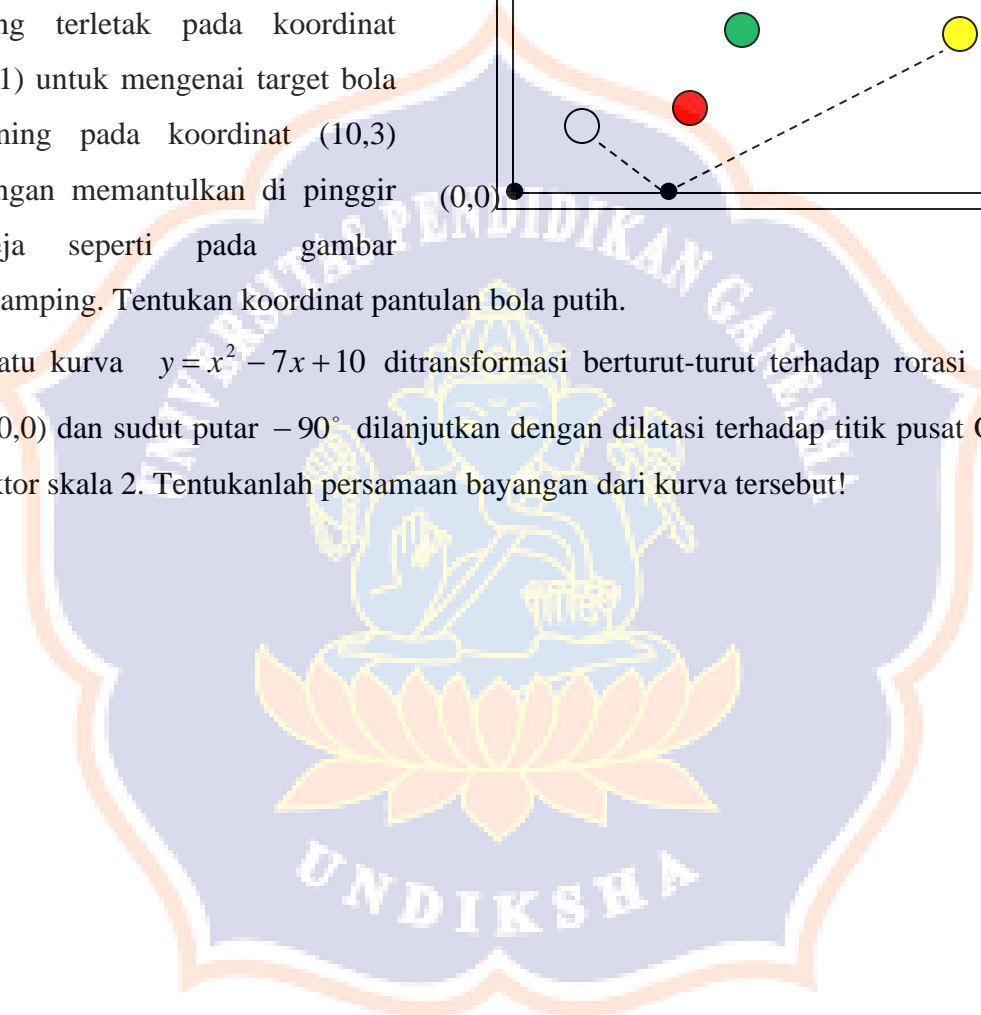 ng terletak pada koordinat
1) untuk mengenai target bola
ning pada koordinat (10,3)
ngan memantulkan di pinggir
eja seperti pada gambar
amping. Tentukan koordinat pantulan bola putih.
(0,0)
atu kurva y = x² − 7x + 10 ditransformasi berturut-turut terhadap rorasi
0,0) dan sudut putar − 90° dilanjutkan dengan dilatasi terhadap titik pusat
ktor skala 2. Tentukanlah persamaan bayangan dari kurva tersebut!
UNIVERSITAS PENDIDIKAN GANESHA
UNDIKSHA